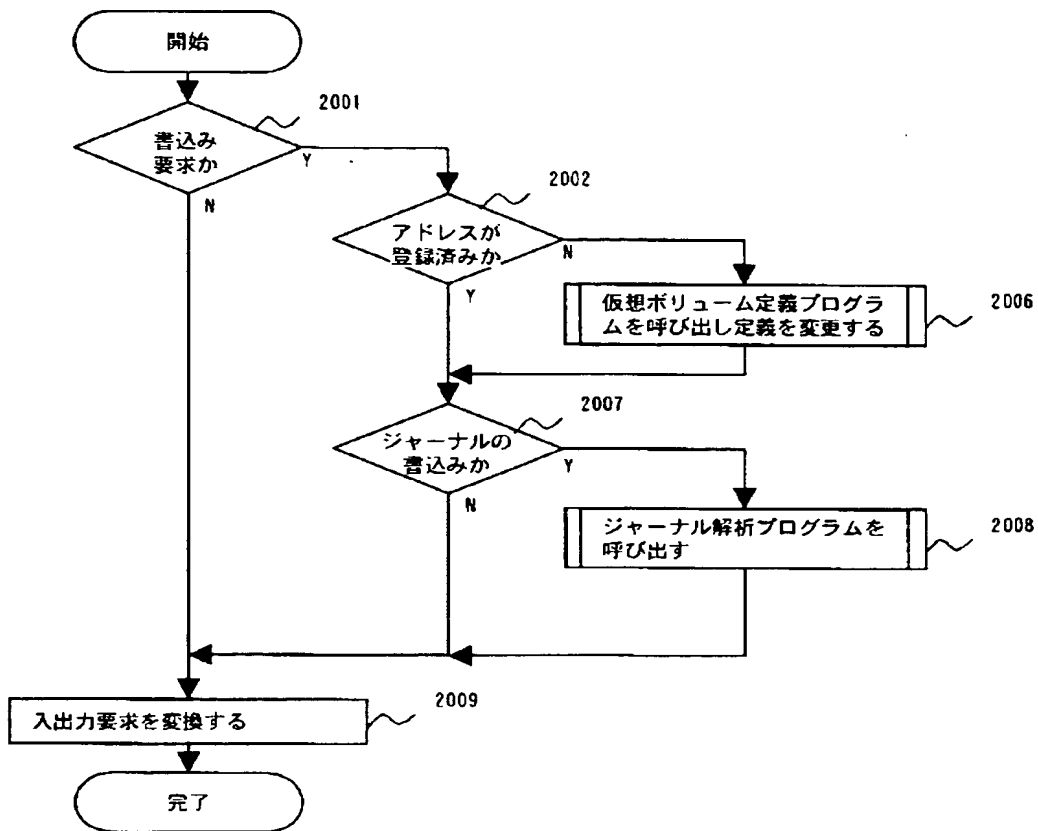 開始
2001
書込み
要求か
Y
N
2002
アドレスが
登録済みか
N
Y
仮想ボリューム定義プログラ
ムを呼び出し定義を変更する
2006
2007
ジャーナルの
書込みか
Y
N
ジャーナル解析プログラムを
呼び出す
2008
入出力要求を変換する
2009
完了